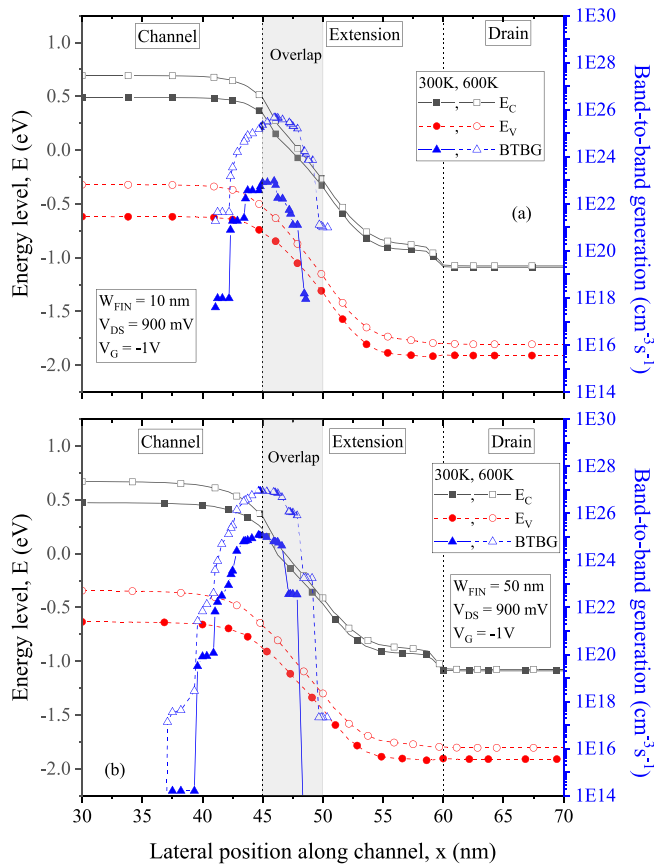 Channel
Overlap
Extension
Drain
300K, 600K
, E_C
, E_V
, BTBG
(a)
W_FIN = 10 nm
V_DS = 900 mV
V_G = -1V
Energy level, E (eV)
1.0
0.5
0.0
-0.5
-1.0
-1.5
-2.0
1E30
1E28
1E26
1E24
1E22
1E20
1E18
1E16
1E14
Band-to-band generation (cm⁻³s⁻¹)
Channel
Overlap
Extension
Drain
300K, 600K
, E_C
, E_V
, BTBG
W_FIN = 50 nm
V_DS = 900 mV
V_G = -1V
(b)
Energy level, E (eV)
1.0
0.5
0.0
-0.5
-1.0
-1.5
-2.0
1E30
1E28
1E26
1E24
1E22
1E20
1E18
1E16
1E14
Band-to-band generation (cm⁻³s⁻¹)
30 35 40 45 50 55 60 65 70
Lateral position along channel, x (nm)